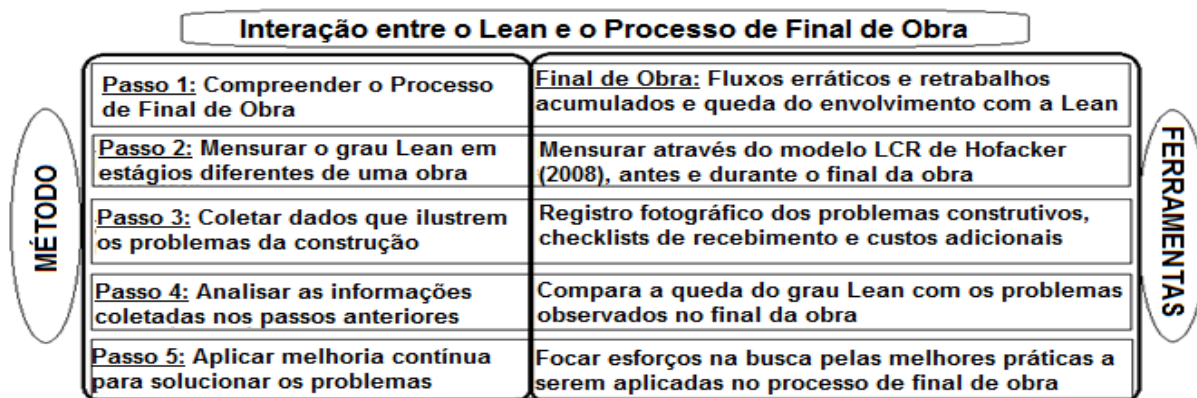 Interação entre o Lean e o Processo de Final de Obra
MÉTODO
Passo 1: Compreender o Processo
de Final de Obra
Final de Obra: Fluxos erráticos e retrabalhos
acumulados e queda do envolvimento com a Lean
Passo 2: Mensurar o grau Lean em
estágios diferentes de uma obra
Mensurar através do modelo LCR de Hofacker
(2008), antes e durante o final da obra
Passo 3: Coletar dados que ilustrem
os problemas da construção
Registro fotográfico dos problemas construtivos,
checklists de recebimento e custos adicionais
Passo 4: Analisar as informações
coletadas nos passos anteriores
Compara a queda do grau Lean com os problemas
observados no final da obra
Passo 5: Aplicar melhoria contínua
para solucionar os problemas
Focar esforços na busca pelas melhores práticas a
serem aplicadas no processo de final de obra
FERRAMENTAS